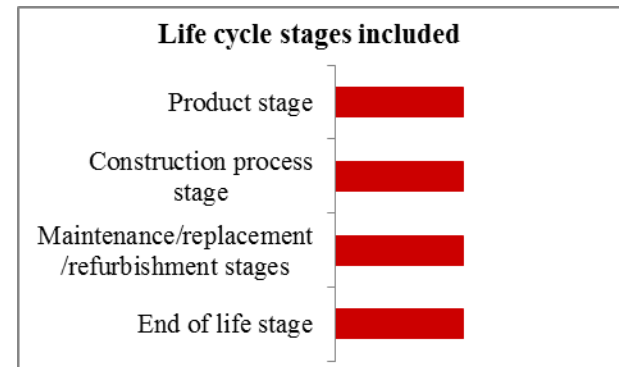 Life cycle stages included
Product stage
Construction process
stage
Maintenance/replacement
/refurbishment stages
End of life stage